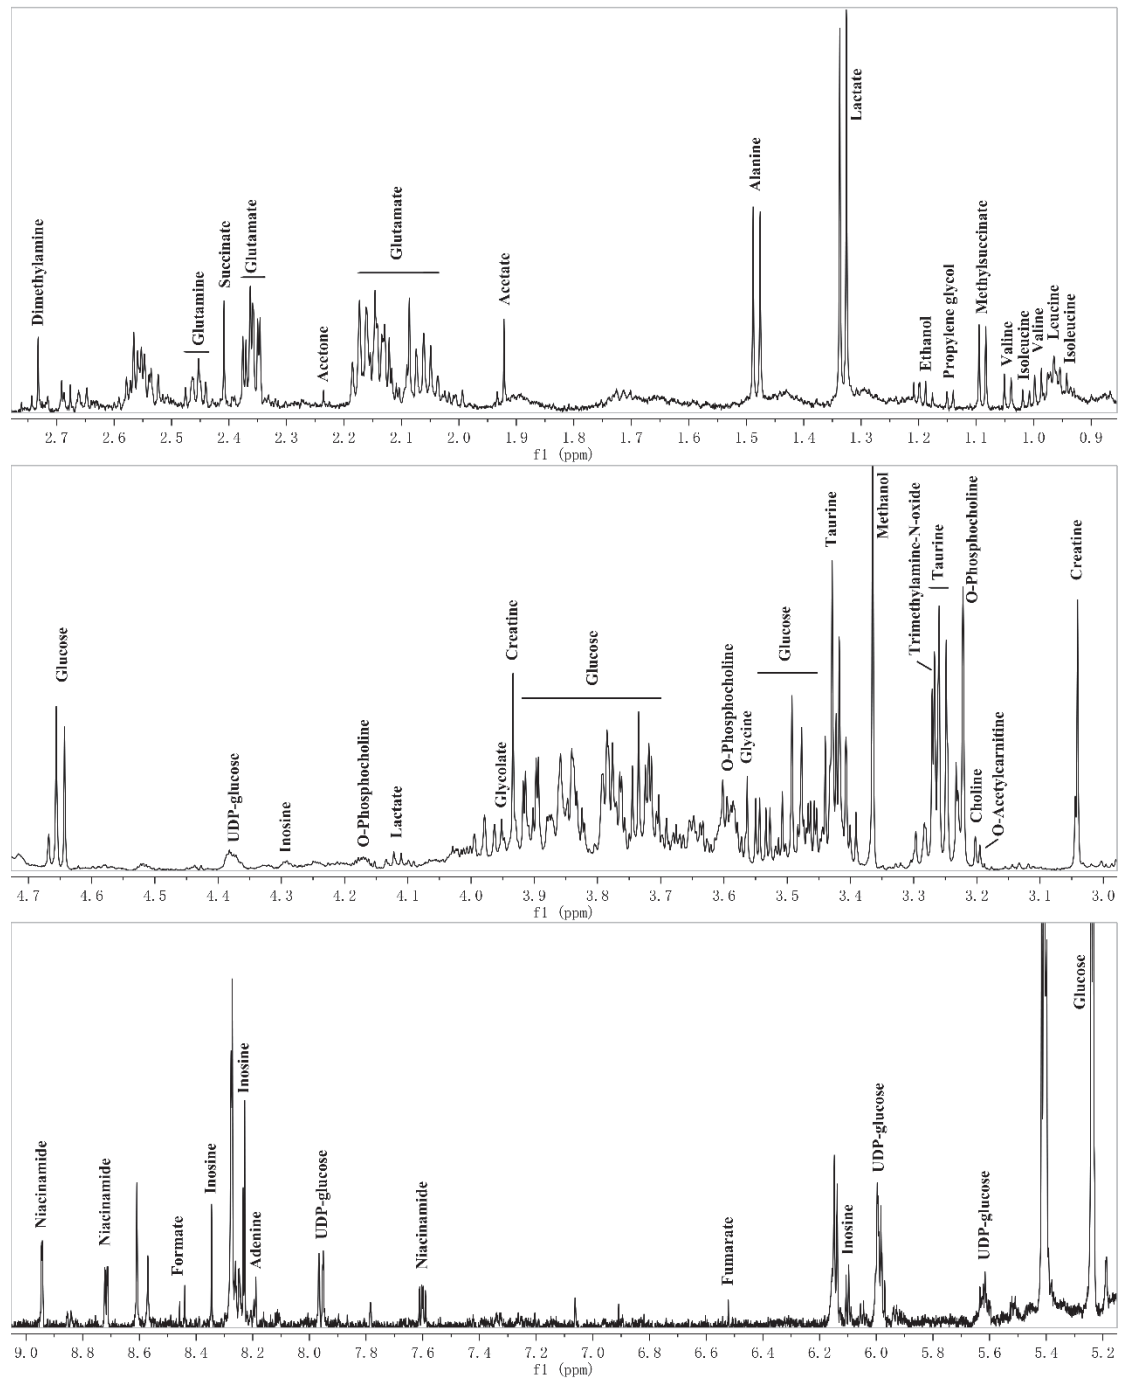 Dimethylamine
Glutamine
Succinate
Glutamate
Acctone
Glutamate
Acctate
Alanine
Lactate
Ethanol
Propylene glycol
Methylsuccinate
Valine
Isoleucine
Valine
Lcucine
Isoleucine
2.7 2.6 2.5 2.4 2.3 2.2 2.1 2.0 1.9 1.8 1.7 1.6 1.5 1.4 1.3 1.2 1.1 1.0 0.9
f1 (ppm)
Glucose
UDP-glucose
Inosine
O-Phosphocholine
Lactate
Glycolate
Creatine
Glucosc
O-Phosphocholine
Glycine
Glucose
Taurine
Methanol
Trimethylaminc-N-oxide
Taurine
O-Phosphocholine
Choline
O-Acetylcarnitine
Creatine
4.7 4.6 4.5 4.4 4.3 4.2 4.1 4.0 3.9 3.8 3.7 3.6 3.5 3.4 3.3 3.2 3.1 3.0
f1 (ppm)
Niacinamide
Niacinamide
Formate
Inosine
Inosine
Adenine
UDP-glucose
Niacinamide
Fumarate
Inosine
UDP-glucose
UDP-glucose
Glucose
9.0 8.8 8.6 8.4 8.2 8.0 7.8 7.6 7.4 7.2 7.0 6.8 6.6 6.4 6.2 6.0 5.8 5.6 5.4 5.2
f1 (ppm)